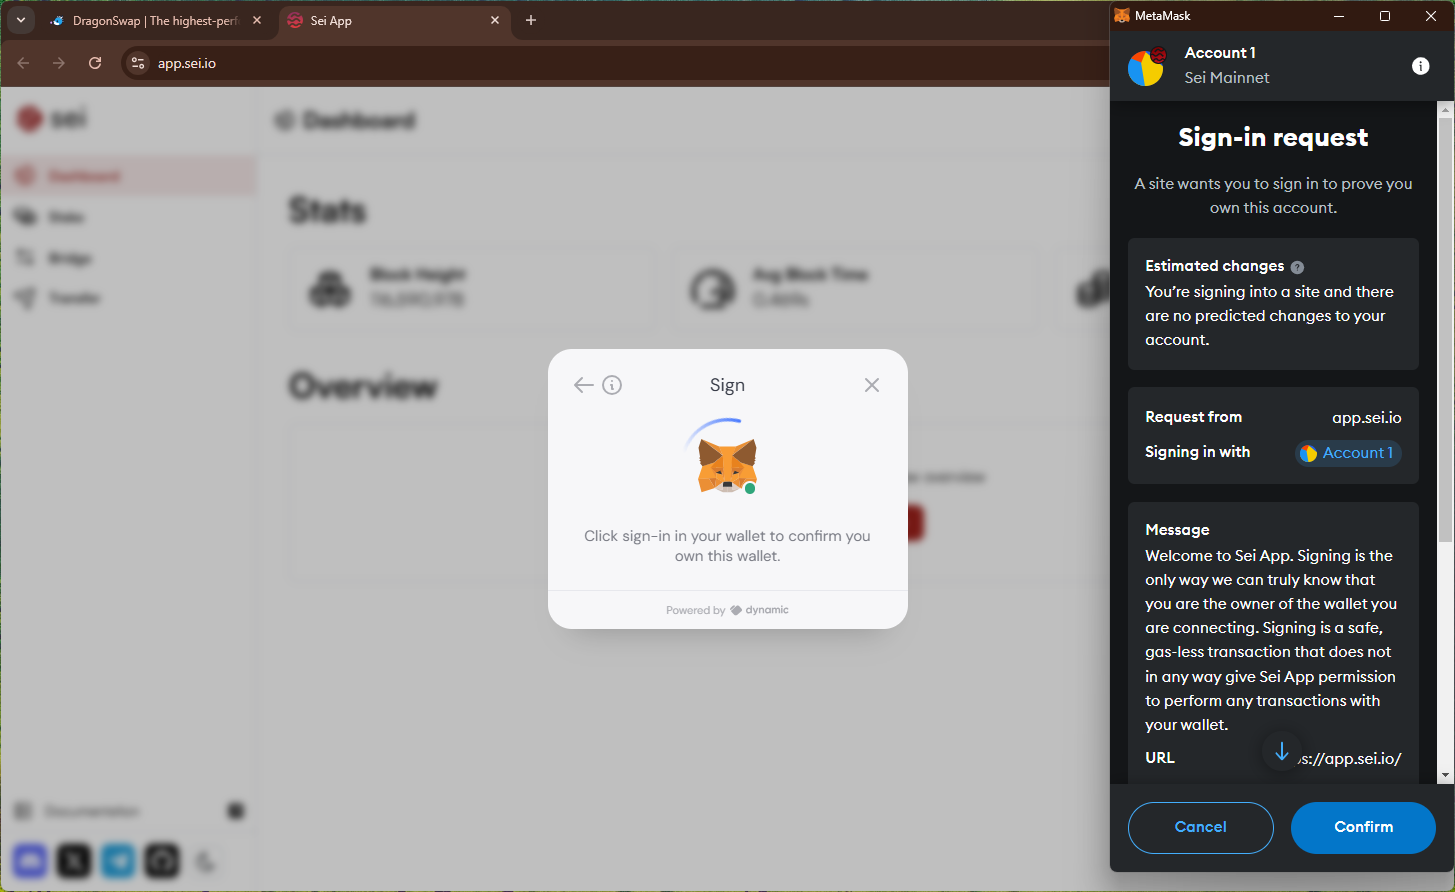 DragonSwap | The highest-perf
Sei App
app.sei.io
sei
Dashboard
Dashboard
Stake
Bridge
Transfer
Stats
Block Height
Avg Block Time
Overview
overview
Documentation
Sign
Click sign-in in your wallet to confirm you
own this wallet.
Powered by dynamic
MetaMask
Account 1
Sei Mainnet
Sign-in request
A site wants you to sign in to prove you
own this account.
Estimated changes
You’re signing into a site and there
are no predicted changes to your
account.
Request from app.sei.io
Signing in with Account 1
Message
Welcome to Sei App. Signing is the
only way we can truly know that
you are the owner of the wallet you
are connecting. Signing is a safe,
gas-less transaction that does not
in any way give Sei App permission
to perform any transactions with
your wallet.
URL s://app.sei.io/
Cancel Confirm